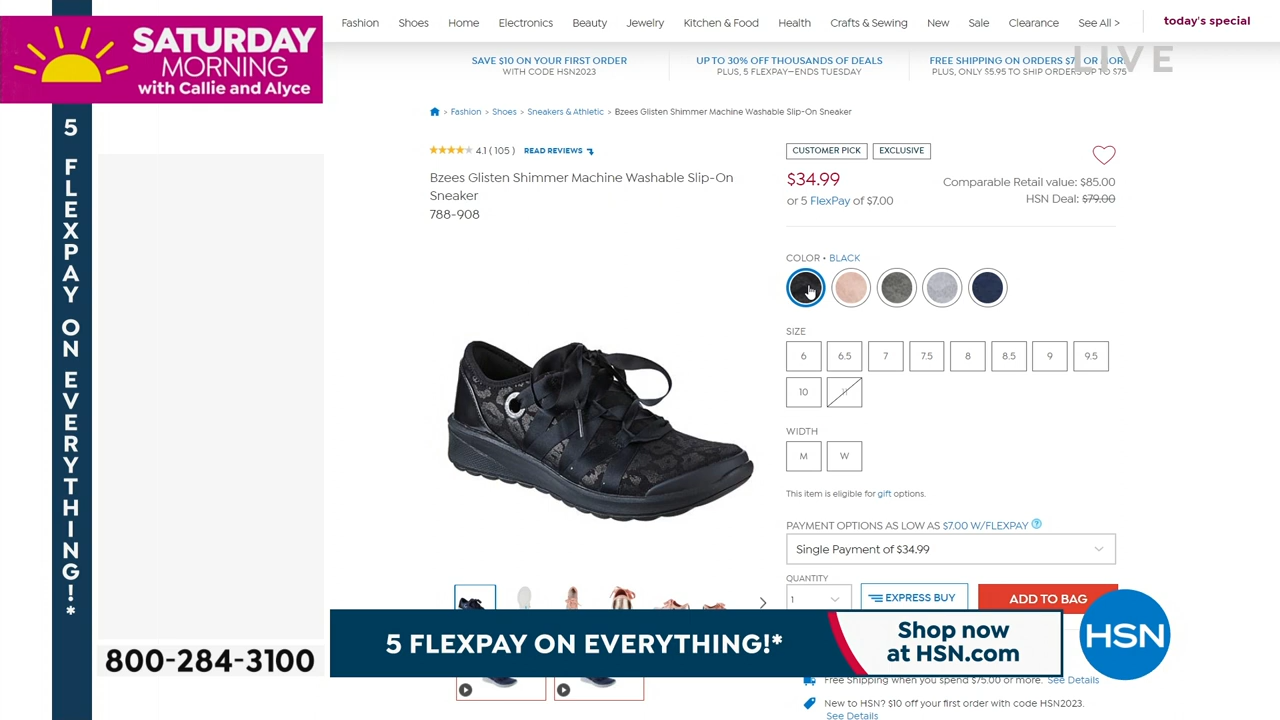 SATURDAY
MORNING
with Callie and Alyce
5 FLEXPAY ON EVERYTHING!*
800-284-3100
Fashion Shoes Home Electronics Beauty Jewelry Kitchen & Food Health Crafts & Sewing New Sale Clearance See All > today's special
LIVE
SAVE $10 ON YOUR FIRST ORDER
WITH CODE HSN2023
UP TO 30% OFF THOUSANDS OF DEALS
PLUS, 5 FLEXPAY—ENDS TUESDAY
FREE SHIPPING ON ORDERS $75 OR
PLUS, ONLY $5.95 TO SHIP ORDERS UP TO $75
> Fashion > Shoes > Sneakers & Athletic > Bzees Glisten Shimmer Machine Washable Slip-On Sneaker
4.1 ( 105 ) READ REVIEWS
Bzees Glisten Shimmer Machine Washable Slip-On
Sneaker
788-908
CUSTOMER PICK EXCLUSIVE
$34.99
or 5 FlexPay of $7.00
Comparable Retail value: $85.00
HSN Deal: $79.00
COLOR • BLACK
SIZE
6 6.5 7 7.5 8 8.5 9 9.5
10 11
WIDTH
M W
This item is eligible for gift options.
PAYMENT OPTIONS AS LOW AS $7.00 W/FLEXPAY ?
Single Payment of $34.99
QUANTITY
1
EXPRESS BUY
ADD TO BAG
5 FLEXPAY ON EVERYTHING!*
Shop now
at HSN.com
HSN
Free Shipping when you spend $75.00 or more. See Details
New to HSN? $10 off your first order with code HSN2023.
See Details